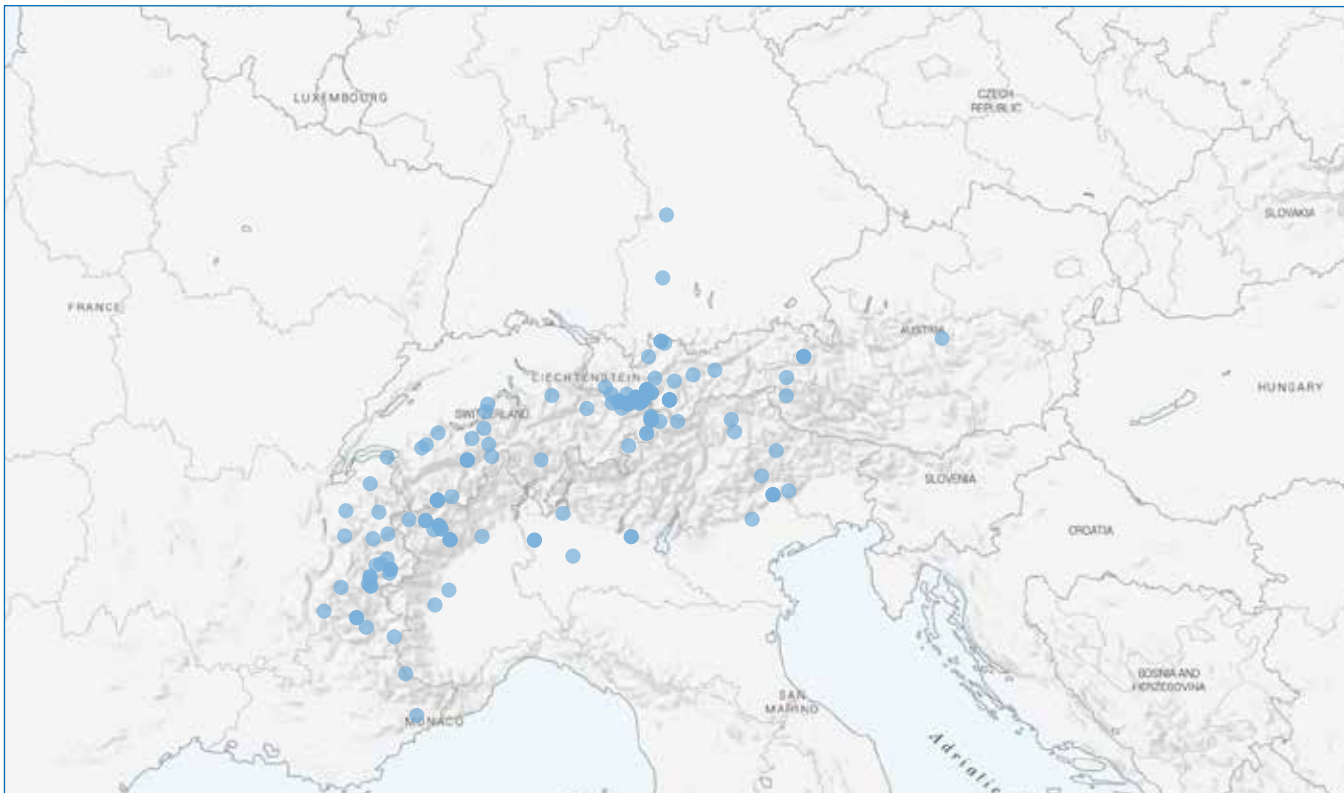 LUXEMBOURG
CZECH
REPUBLIC
SLOVAKIA
FRANCE
AUSTRIA
LIECHTENSTEIN
HUNGARY
SWITZERLAND
SLOVENIA
CROATIA
BOSNIA AND
HERZEGOVINA
SAN
MARINO
MONACO
Adriatic